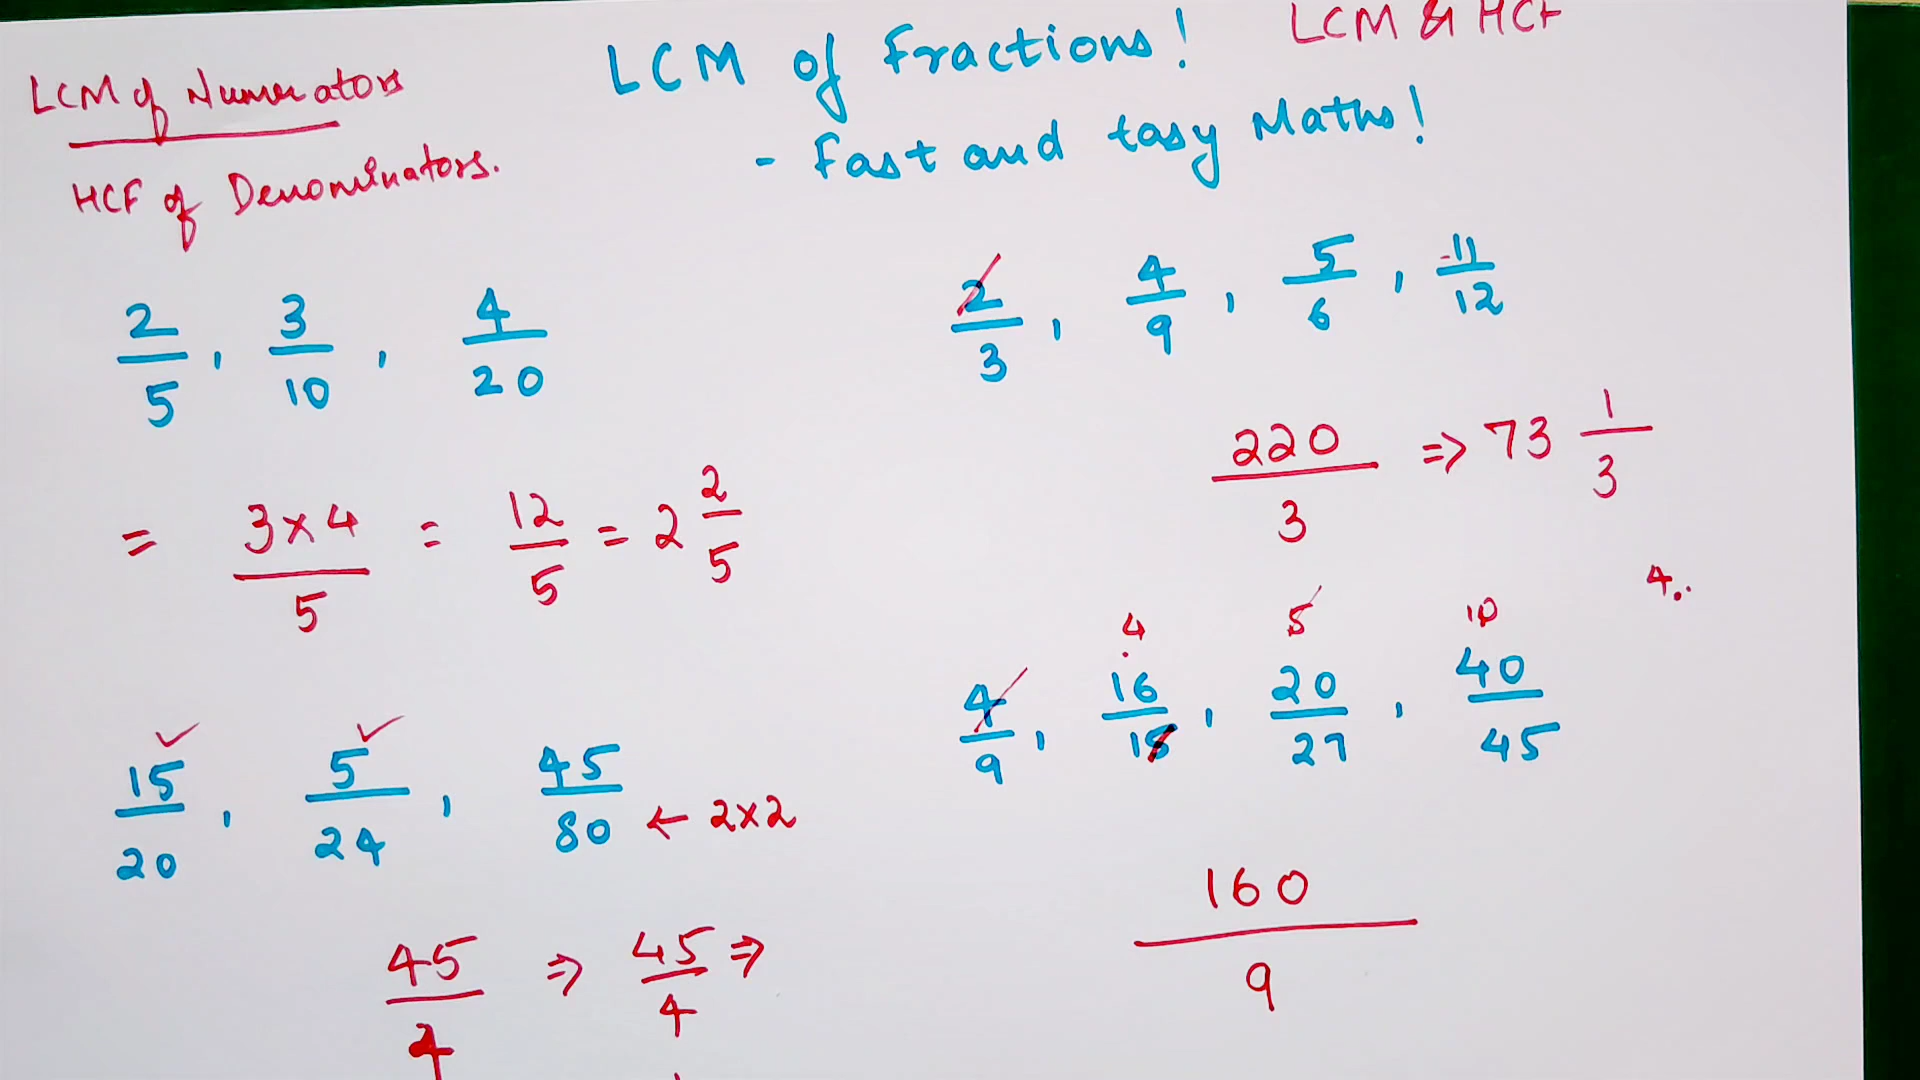 LCM & HCF
LCM of Fractions!
- Fast and Easy Maths!
LCM of Numerators
HCF of Denominators.
2/5 , 3/10 , 4/20
= 3x4/5 = 12/5 = 2 2/5
2/3 , 4/9 , 5/6 , 11/12
220/3 ⇒ 73 1/3
15/20 , 5/24 , 45/80 ← 2x2
45/4 ⇒ 45/4 ⇒
4 5 10 4.
4/9 , 16/15 , 20/27 , 40/45
160/9